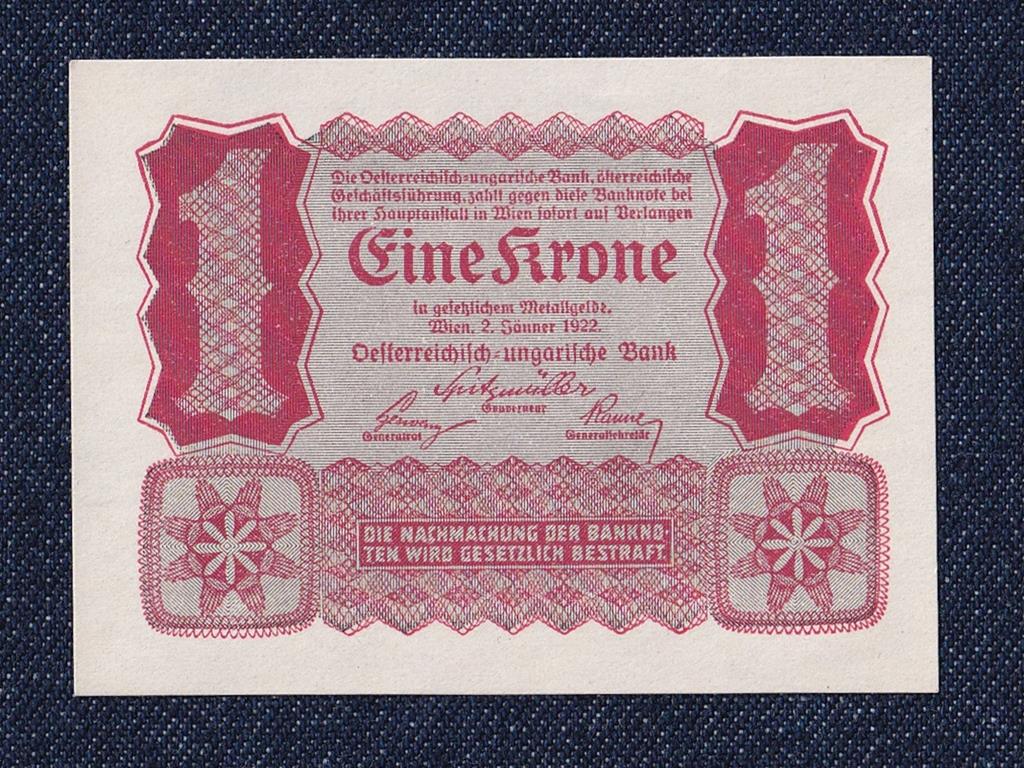 1
1
Die Oesterreichisch-ungarische Bank, österreichische
Geschäftsführung, zahlt gegen diese Banknote bei
ihrer Hauptanstalt in Wien sofort auf Verlangen
Eine Krone
in gesetzlichem Metallgelde.
Wien, 2. Jänner 1922.
Oesterreichisch-ungarische Bank
Spitzmüller
Gouverneur
Generalrat
Generalsekretär
DIE NACHMACHUNG DER BANKNO-
TEN WIRD GESETZLICH BESTRAFT